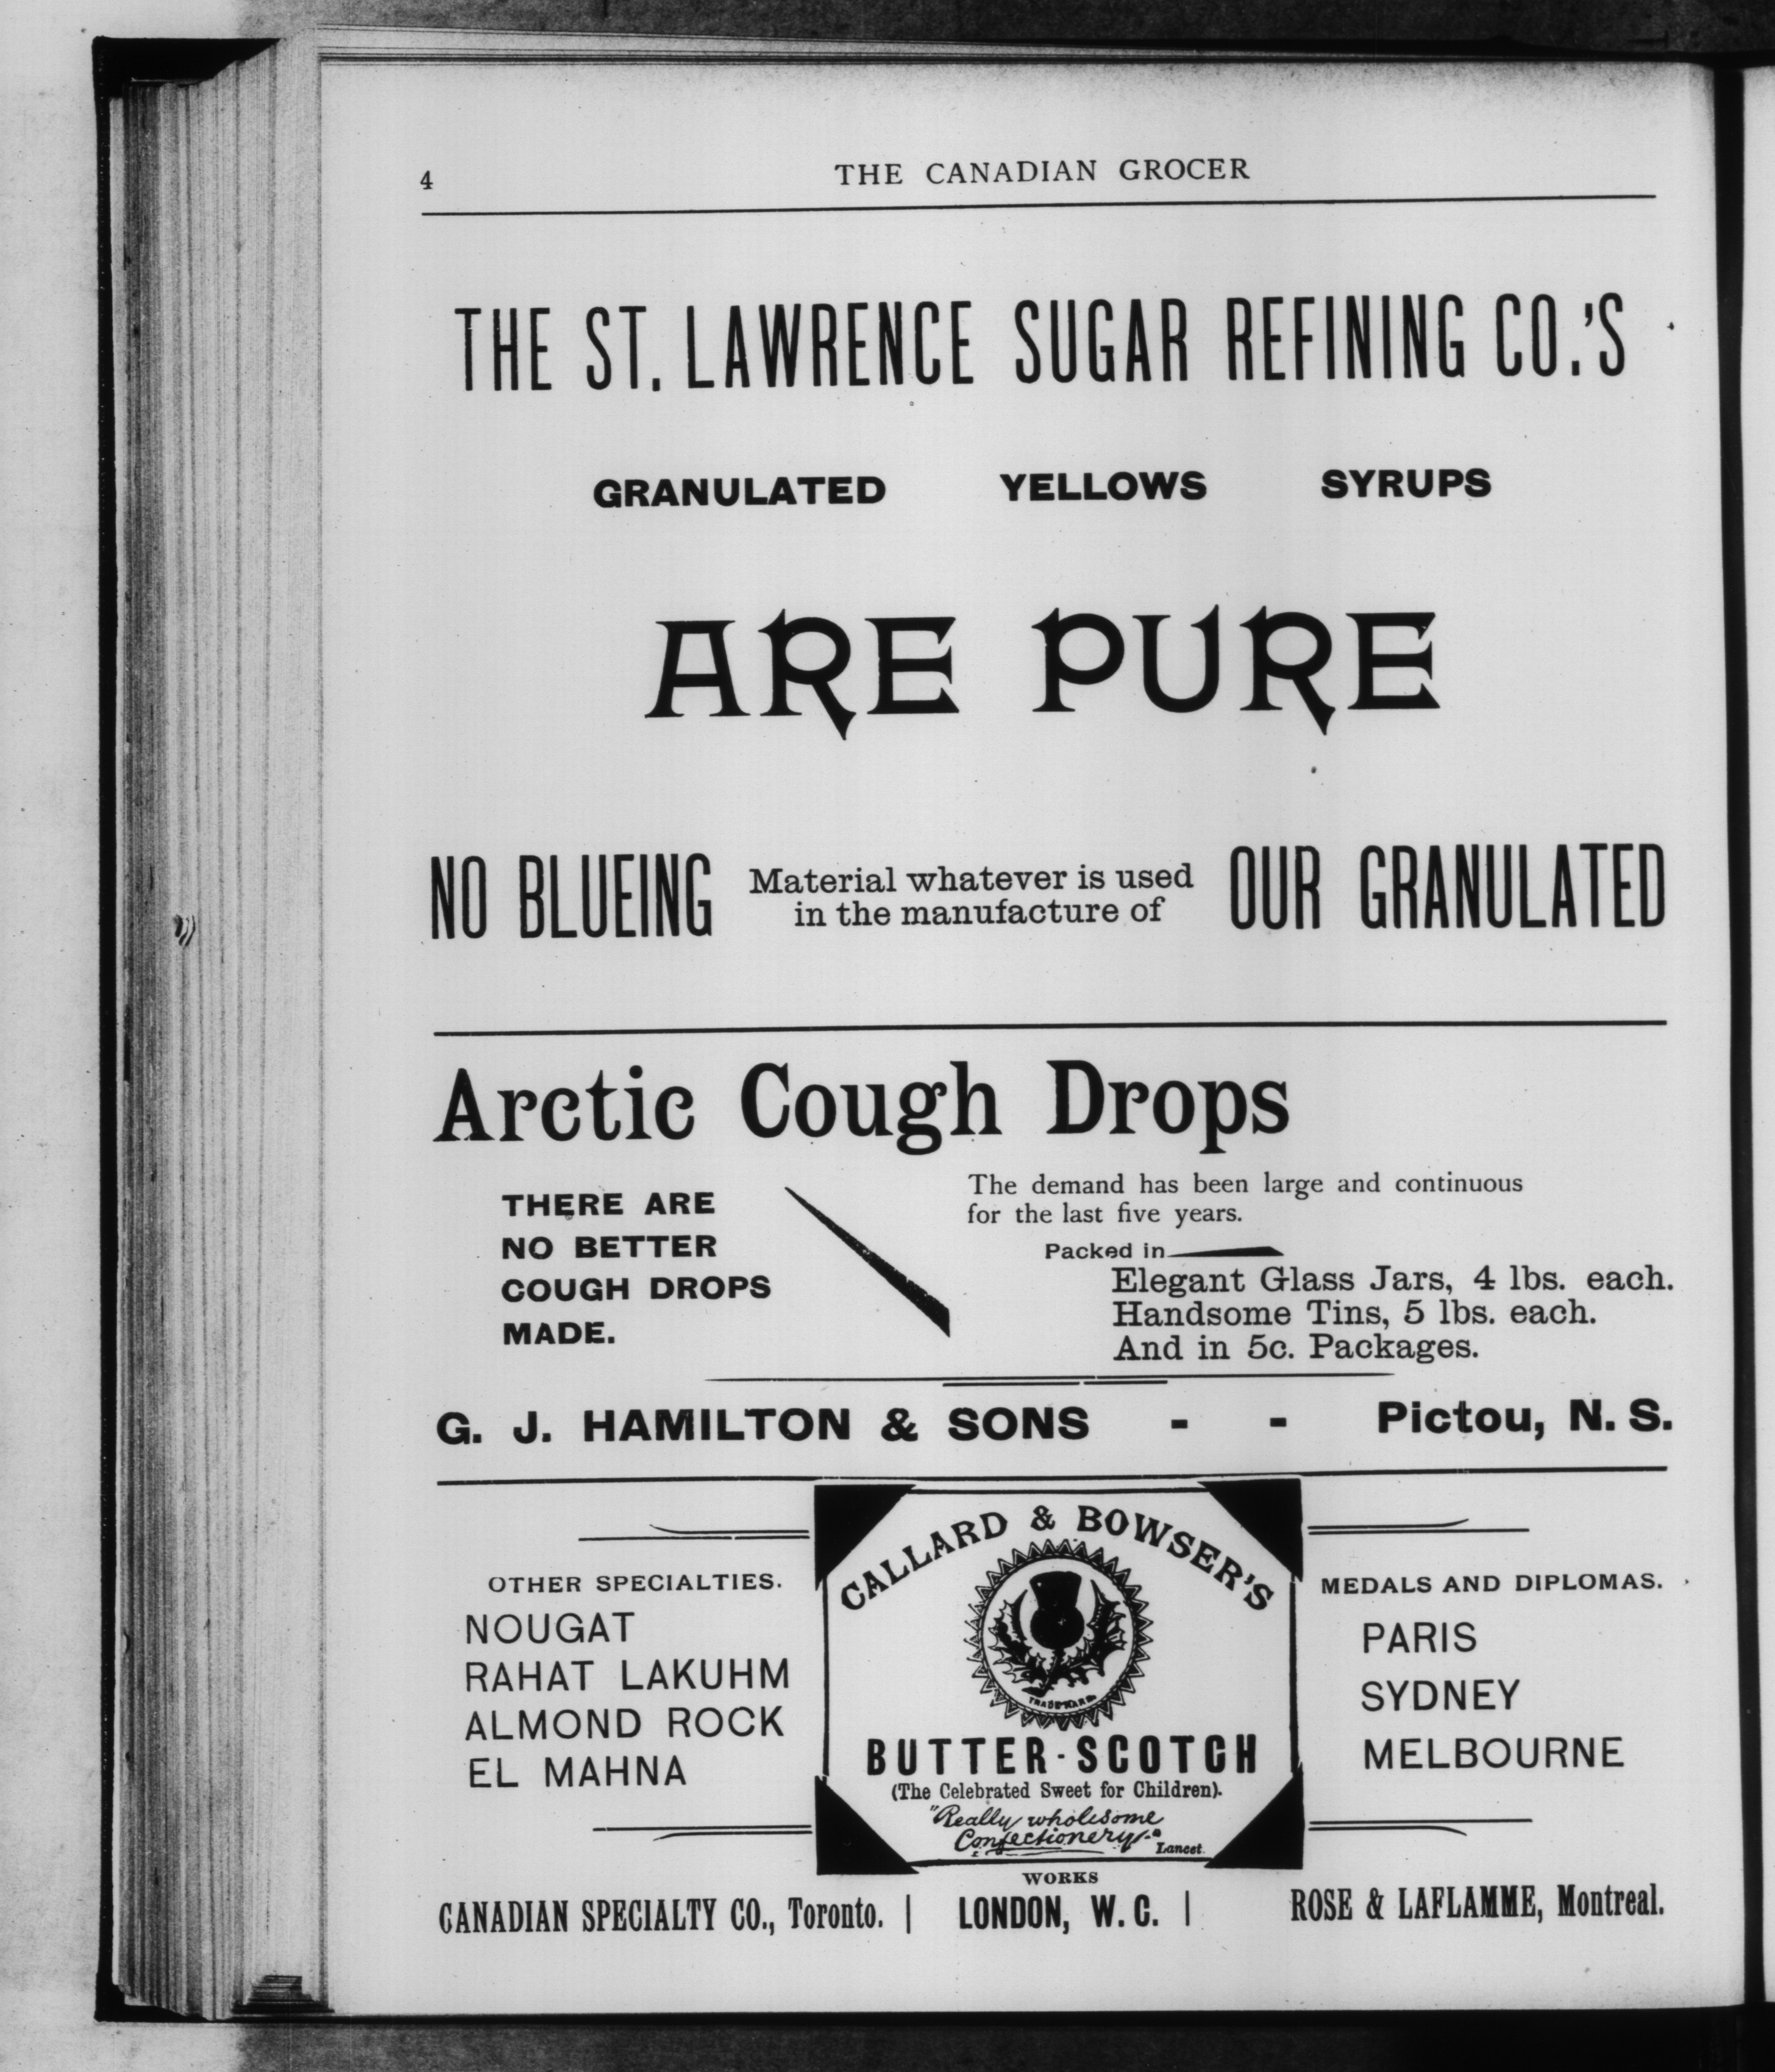 4
THE CANADIAN GROCER
THE ST. LAWRENCE SUGAR REFINING CO.'S
GRANULATED YELLOWS SYRUPS
ARE PURE
NO BLUEING Material whatever is used
in the manufacture of OUR GRANULATED
Arctic Cough Drops
THERE ARE
NO BETTER
COUGH DROPS
MADE.
The demand has been large and continuous
for the last five years.
Packed in
Elegant Glass Jars, 4 lbs. each.
Handsome Tins, 5 lbs. each.
And in 5c. Packages.
G. J. HAMILTON & SONS - - Pictou, N. S.
OTHER SPECIALTIES.
NOUGAT
RAHAT LAKUHM
ALMOND ROCK
EL MAHNA
CALLARD & BOWSER'S
TRADE MARK
BUTTER-SCOTCH
(The Celebrated Sweet for Children).
"Really wholesome
Confectionery."
Lancet.
MEDALS AND DIPLOMAS.
PARIS
SYDNEY
MELBOURNE
WORKS
CANADIAN SPECIALTY CO., Toronto. | LONDON, W. C. | ROSE & LAFLAMME, Montreal.